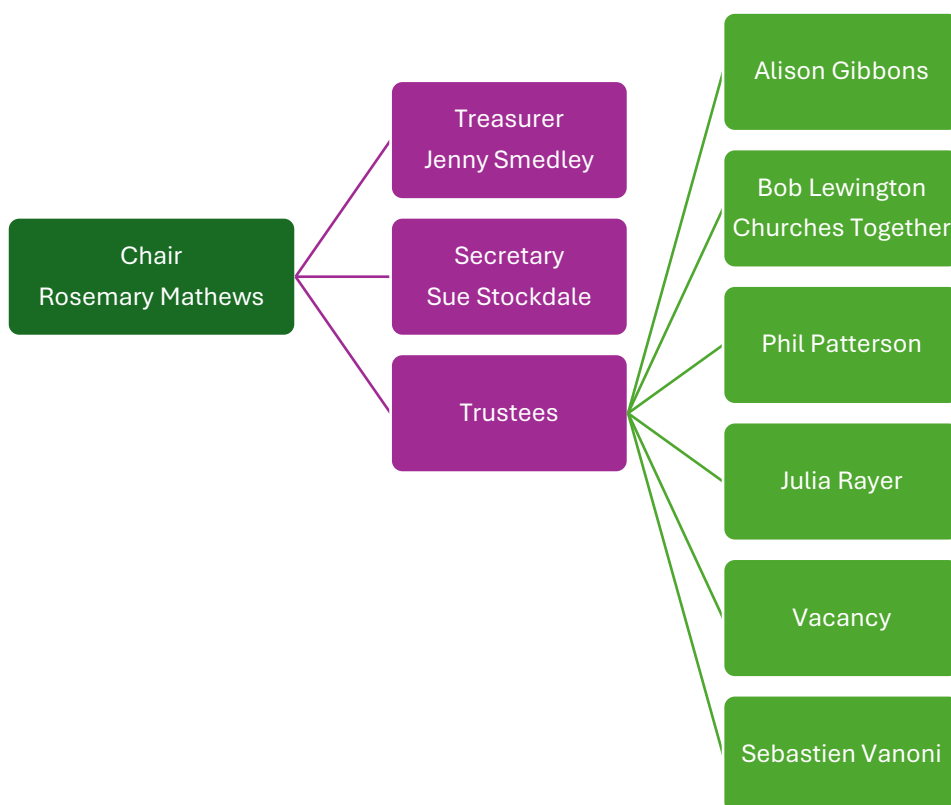 Chair
Rosemary Mathews
Treasurer
Jenny Smedley
Secretary
Sue Stockdale
Trustees
Alison Gibbons
Bob Lewington
Churches Together
Phil Patterson
Julia Rayer
Vacancy
Sebastien Vanoni